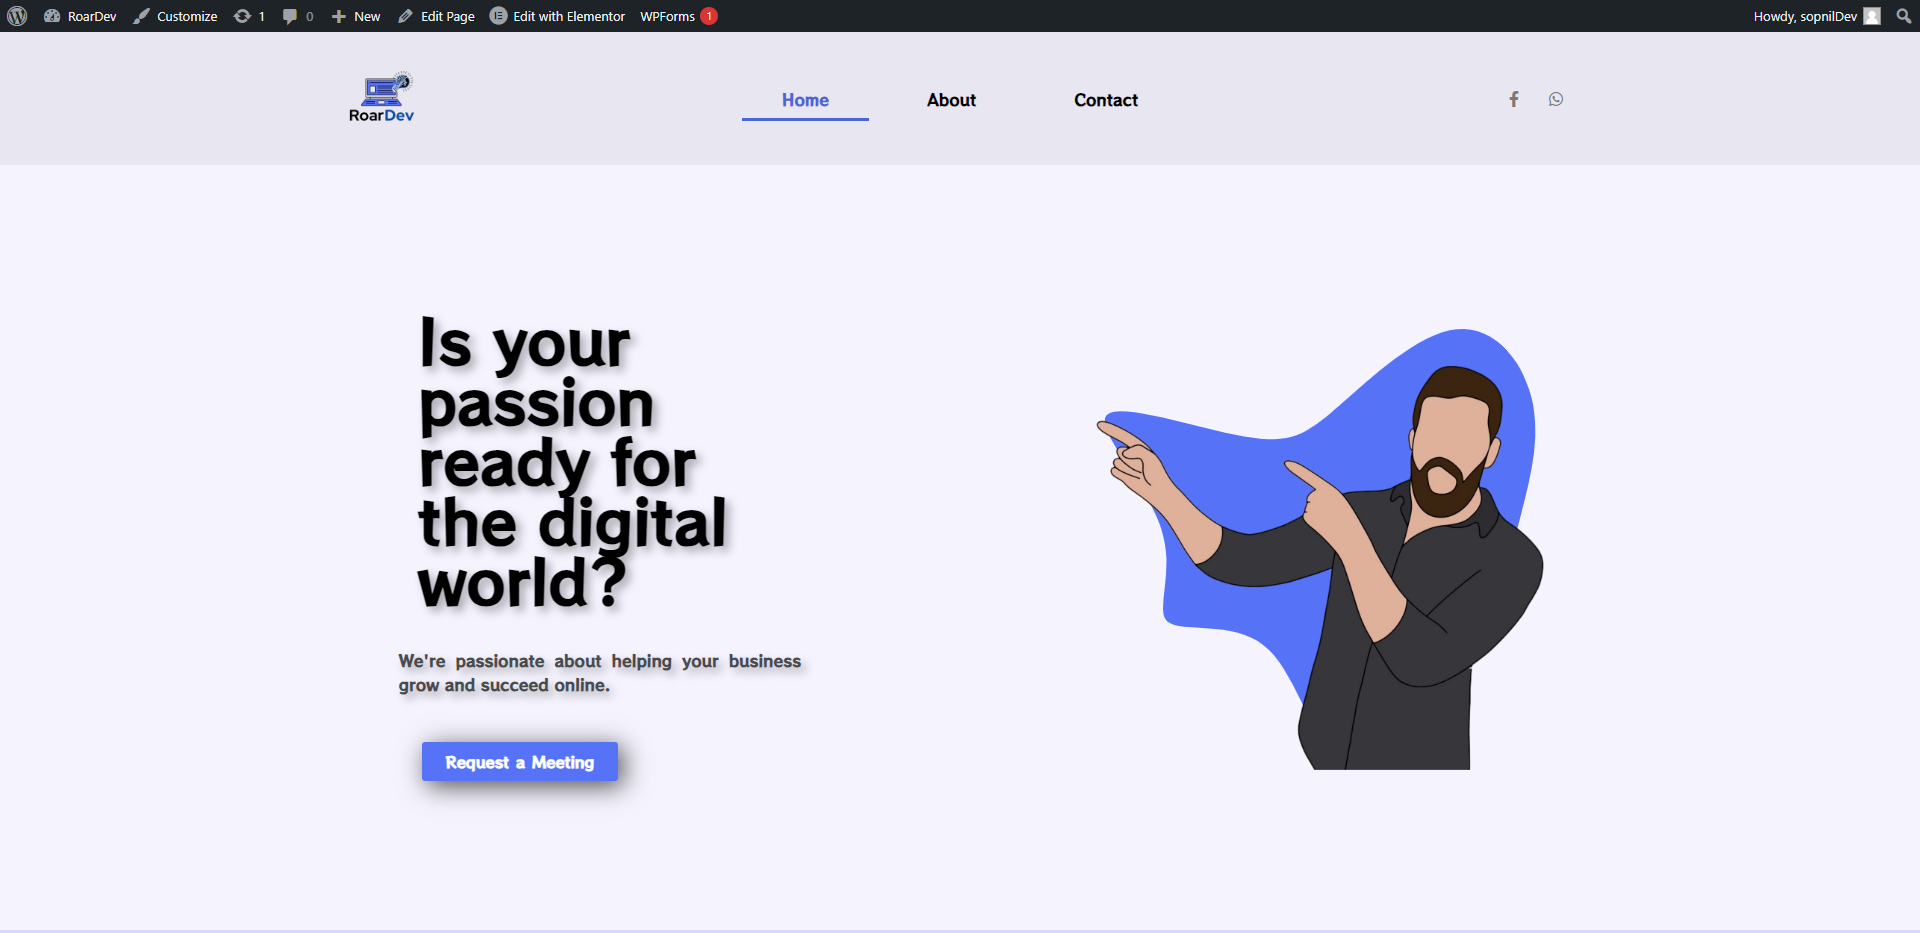 RoarDev Customize 1 0 New Edit Page Edit with Elementor WPForms 1 Howdy, sopnilDev
RoarDev
Home About Contact
Is your
passion
ready for
the digital
world?
We're passionate about helping your business
grow and succeed online.
Request a Meeting